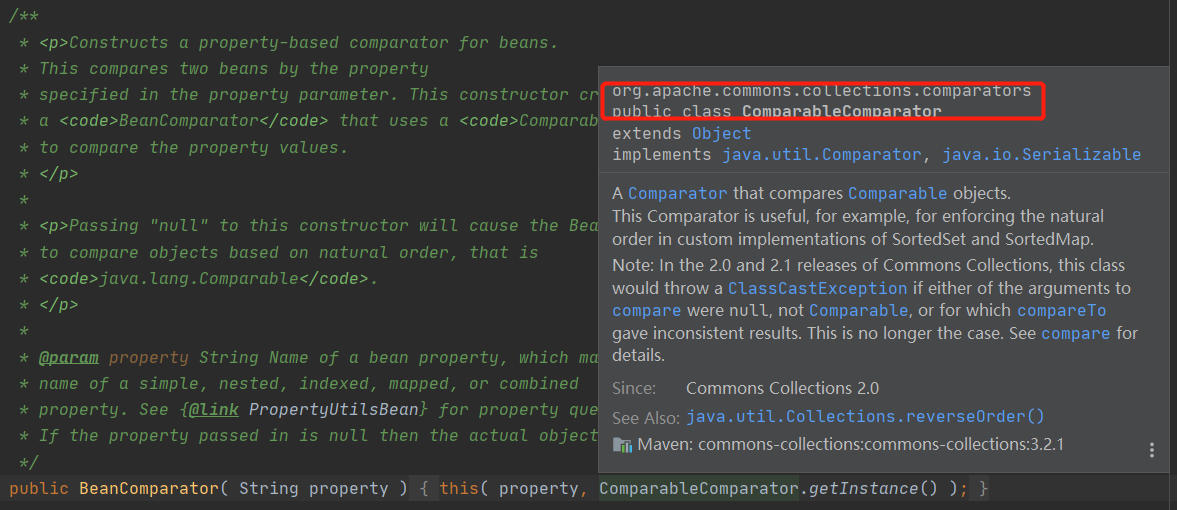 /**
* <p>Constructs a property-based comparator for beans.
* This compares two beans by the property
* specified in the property parameter. This constructor cr
* a <code>BeanComparator</code> that uses a <code>Comparab
* to compare the property values.
* </p>
*
* <p>Passing "null" to this constructor will cause the Bea
* to compare objects based on natural order, that is
* <code>java.lang.Comparable</code>.
* </p>
*
* @param property String Name of a bean property, which ma
* name of a simple, nested, indexed, mapped, or combined
* property. See {@link PropertyUtilsBean} for property que
* If the property passed in is null then the actual object
*/
public BeanComparator( String property ) { this( property, ComparableComparator.getInstance() ); }
org.apache.commons.collections.comparators
public class ComparableComparator
extends Object
implements java.util.Comparator, java.io.Serializable
A Comparator that compares Comparable objects.
This Comparator is useful, for example, for enforcing the natural
order in custom implementations of SortedSet and SortedMap.
Note: In the 2.0 and 2.1 releases of Commons Collections, this class
would throw a ClassCastException if either of the arguments to
compare were null, not Comparable, or for which compareTo
gave inconsistent results. This is no longer the case. See compare for
details.
Since: Commons Collections 2.0
See Also: java.util.Collections.reverseOrder()
Maven: commons-collections:commons-collections:3.2.1